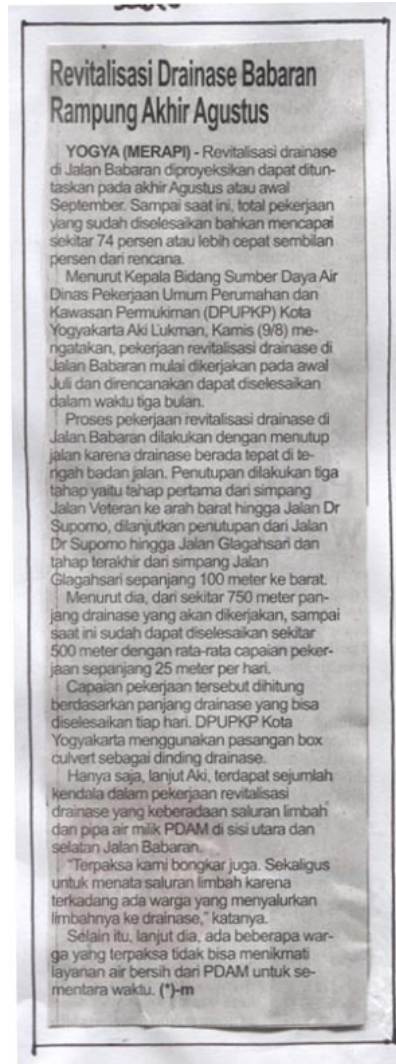 Revitalisasi Drainase Babaran
Rampung Akhir Agustus
YOGYA (MERAPI) - Revitalisasi drainase
di Jalan Babaran diproyeksikan dapat ditun-
taskan pada akhir Agustus atau awal
September. Sampai saat ini, total pekerjaan
yang sudah diselesaikan bahkan mencapai
sekitar 74 persen atau lebih cepat sembilan
persen dari rencana.
Menurut Kepala Bidang Sumber Daya Air
Dinas Pekerjaan Umum Perumahan dan
Kawasan Permukiman (DPUPKP) Kota
Yogyakarta Aki Lukman, Kamis (9/8) me-
ngatakan, pekerjaan revitalisasi drainase di
Jalan Babaran mulai dikerjakan pada awal
Juli dan direncanakan dapat diselesaikan
dalam waktu tiga bulan.
Proses pekerjaan revitalisasi drainase di
Jalan Babaran dilakukan dengan menutup
jalan karena drainase berada tepat di te-
ngah badan jalan. Penutupan dilakukan tiga
tahap yaitu tahap pertama dari simpang
Jalan Veteran ke arah barat hingga Jalan Dr
Supomo, dilanjutkan penutupan dari Jalan
Dr Supomo hingga Jalan Glagahsari dan
tahap terakhir dari simpang Jalan
Glagahsari sepanjang 100 meter ke barat.
Menurut dia, dari sekitar 750 meter pan-
jang drainase yang akan dikerjakan, sampai
saat ini sudah dapat diselesaikan sekitar
500 meter dengan rata-rata capaian peker-
jaan sepanjang 25 meter per hari.
Capaian pekerjaan tersebut dihitung
berdasarkan panjang drainase yang bisa
diselesaikan tiap hari. DPUPKP Kota
Yogyakarta menggunakan pasangan box
culvert sebagai dinding drainase.
Hanya saja, lanjut Aki, terdapat sejumlah
kendala dalam pekerjaan revitalisasi
drainase yang keberadaan saluran limbah
dan pipa air milik PDAM di sisi utara dan
selatan Jalan Babaran.
"Terpaksa kami bongkar juga. Sekaligus
untuk menata saluran limbah karena
terkadang ada warga yang menyalurkan
limbahnya ke drainase," katanya.
Selain itu, lanjut dia, ada beberapa war-
ga yang terpaksa tidak bisa menikmati
layanan air bersih dari PDAM untuk se-
mentara waktu. (*)-m